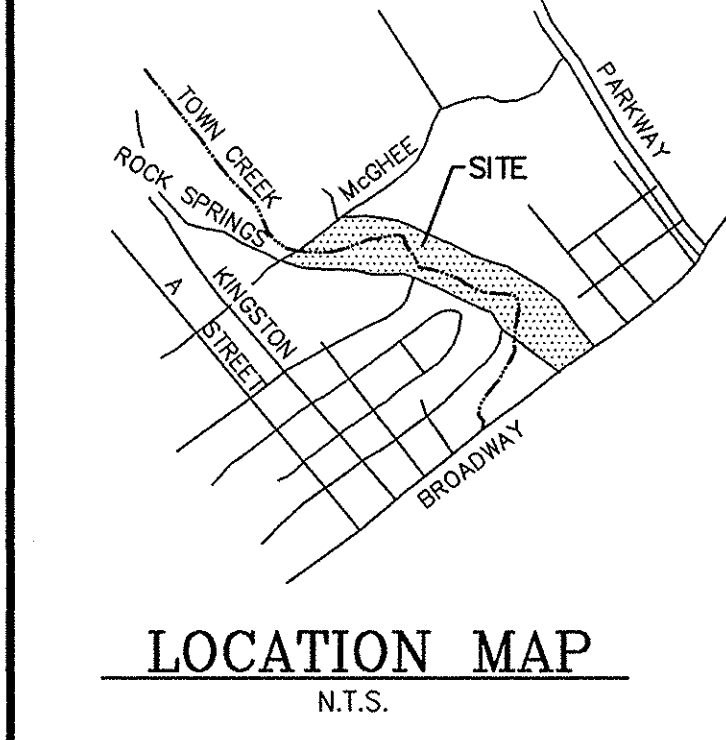 PARKWAY
TOWN CREEK
McGHEE
ROCK SPRINGS
SITE
KINGSTON
A STREET
BROADWAY
LOCATION MAP
N.T.S.